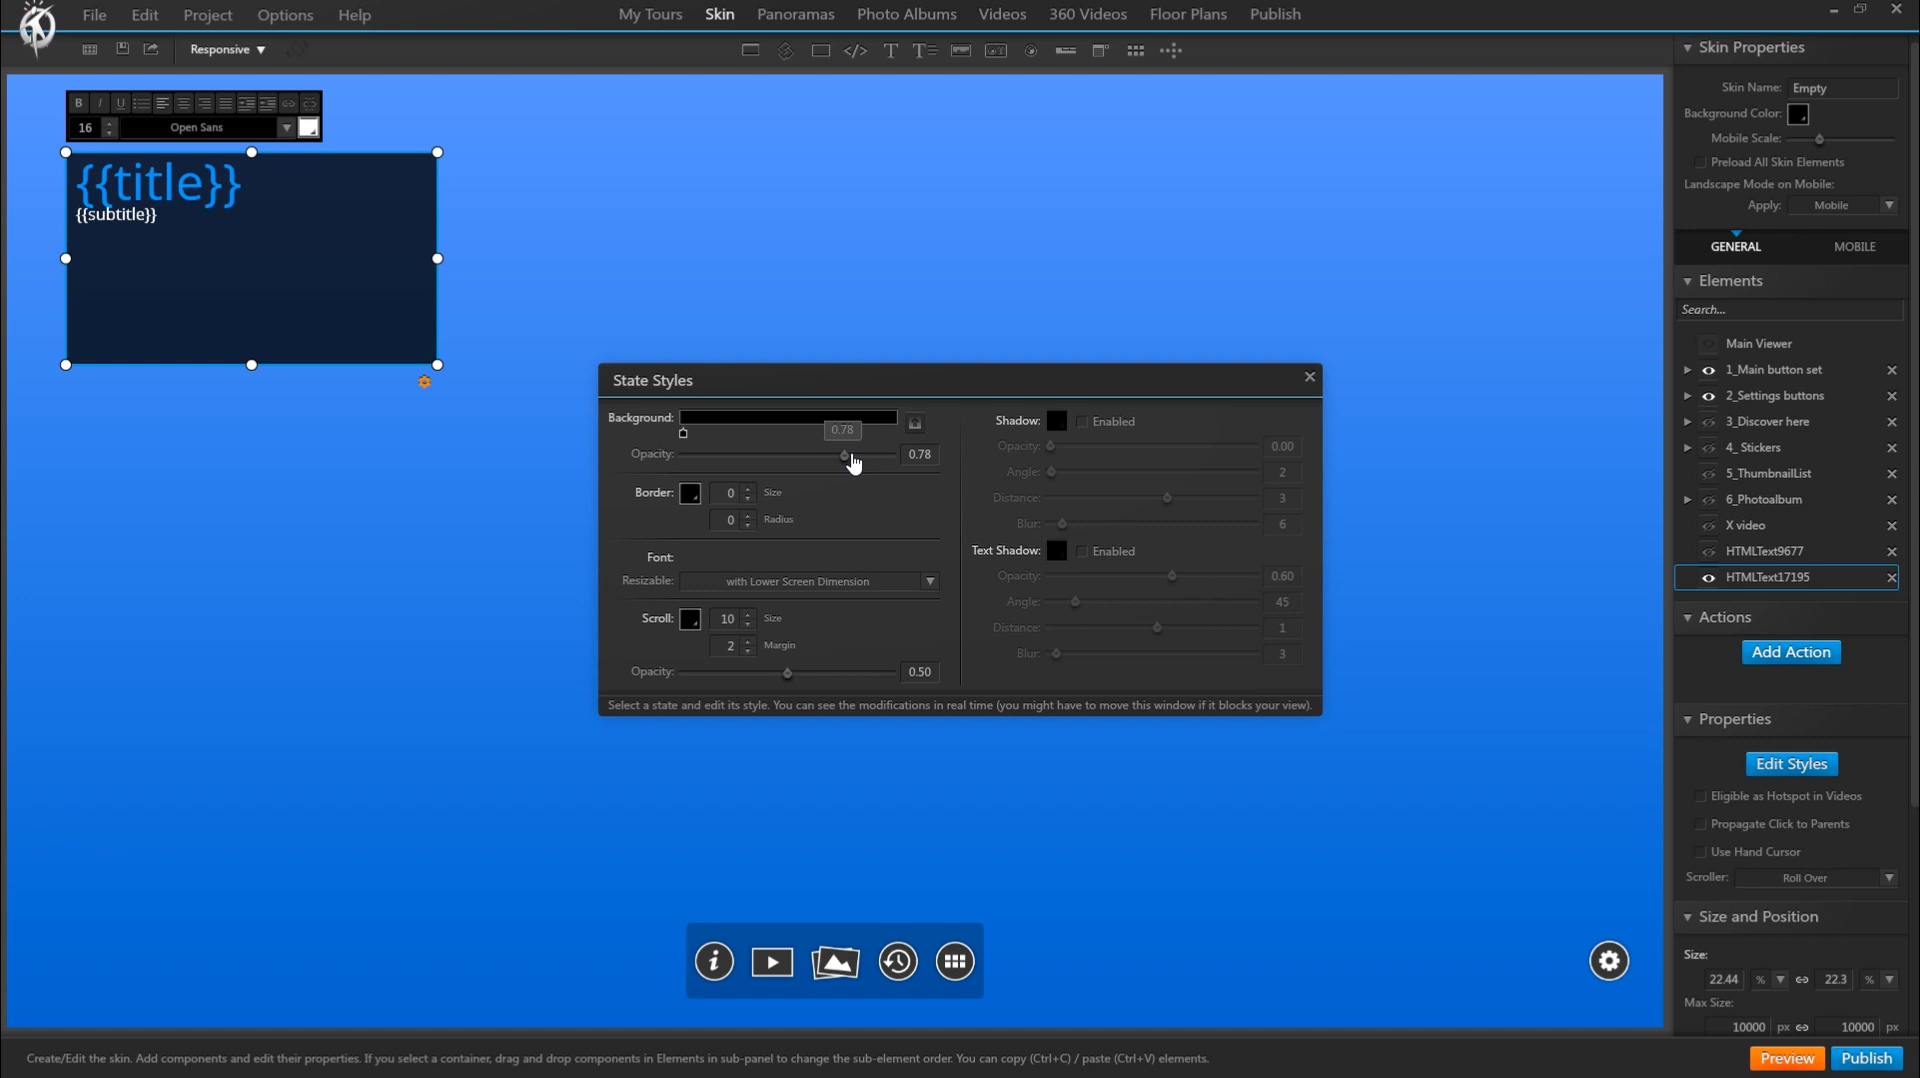 File Edit Project Options Help
My Tours Skin Panoramas Photo Albums Videos 360 Videos Floor Plans Publish
Responsive
Skin Properties
Skin Name: Empty
Background Color:
Mobile Scale:
Preload All Skin Elements
Landscape Mode on Mobile:
Apply: Mobile
GENERAL MOBILE
Elements
Search...
Main Viewer
1_Main button set
2_Settings buttons
3_Discover here
4_ Stickers
5_ThumbnailList
6_Photoalbum
X video
HTMLText9677
HTMLText17195
Actions
Add Action
Properties
Edit Styles
Eligible as Hotspot in Videos
Propagate Click to Parents
Use Hand Cursor
Scroller: Roll Over
Size and Position
Size:
22.44 % 22.3 %
Max Size:
10000 px 10000 px
B I U
16 Open Sans
{{title}}
{{subtitle}}
State Styles
Background:
0.78
Opacity: 0.78
Border: 0 Size
0 Radius
Font:
Resizable: with Lower Screen Dimension
Scroll: 10 Size
2 Margin
Opacity: 0.50
Shadow: Enabled
Opacity: 0.00
Angle: 2
Distance: 3
Blur: 6
Text Shadow: Enabled
Opacity: 0.60
Angle: 45
Distance: 1
Blur: 3
Select a state and edit its style. You can see the modifications in real time (you might have to move this window if it blocks your view).
Create/Edit the skin. Add components and edit their properties. If you select a container, drag and drop components in Elements in sub-panel to change the sub-element order. You can copy (Ctrl+C) / paste (Ctrl+V) elements.
Preview Publish